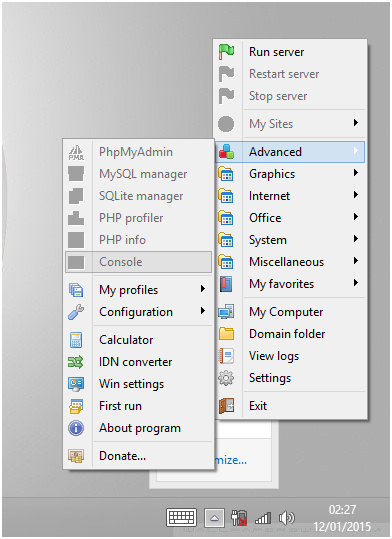 Run server
Restart server
Stop server
My Sites
Advanced
Graphics
Internet
Office
System
Miscellaneous
My favorites
My Computer
Domain folder
View logs
Settings
Exit
PMA
PhpMyAdmin
MySQL manager
SQLite manager
PHP profiler
PHP info
Console
My profiles
Configuration
Calculator
IDN converter
Win settings
First run
About program
Donate...
mize...
02:27
12/01/2015